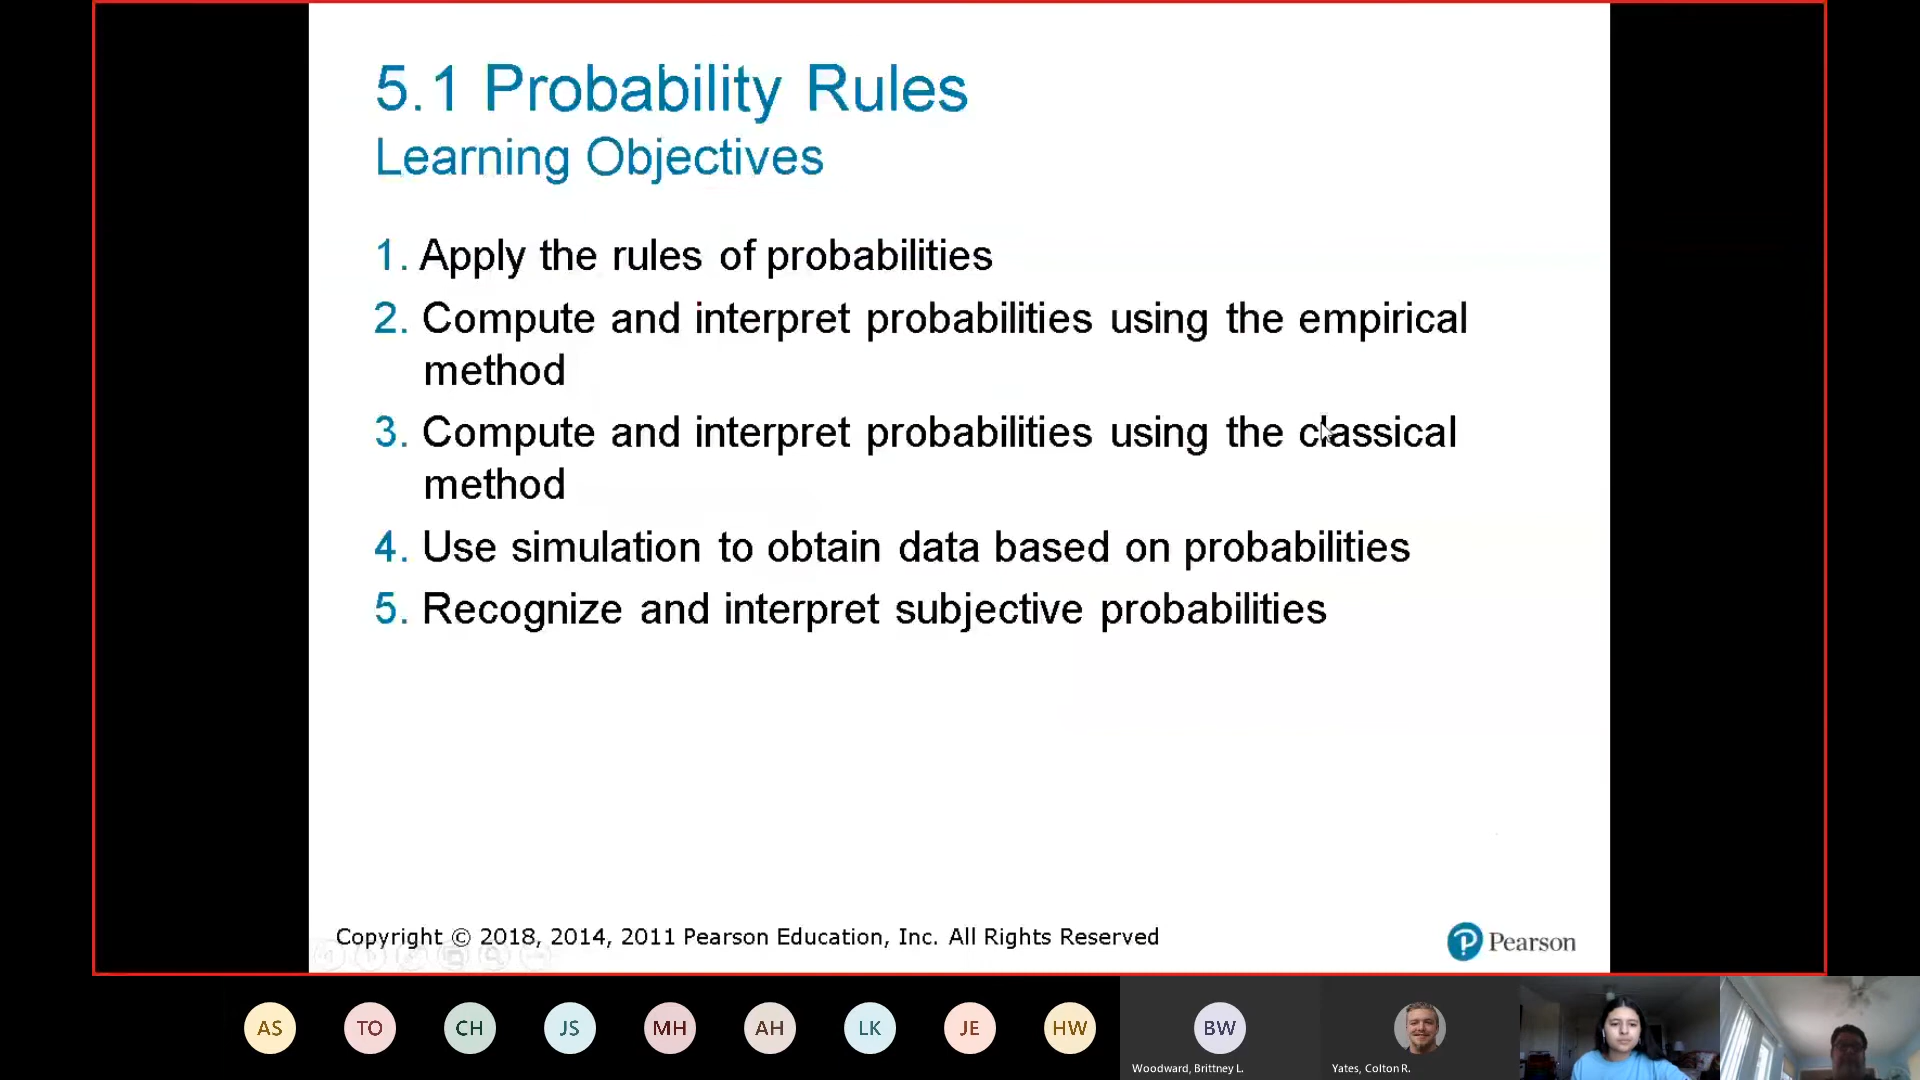 5.1 Probability Rules
Learning Objectives
1. Apply the rules of probabilities
2. Compute and interpret probabilities using the empirical
method
3. Compute and interpret probabilities using the classical
method
4. Use simulation to obtain data based on probabilities
5. Recognize and interpret subjective probabilities
Copyright © 2018, 2014, 2011 Pearson Education, Inc. All Rights Reserved
P Pearson
AS TO CH JS MH AH LK JE HW BW
Woodward, Brittney L. Yates, Colton R.